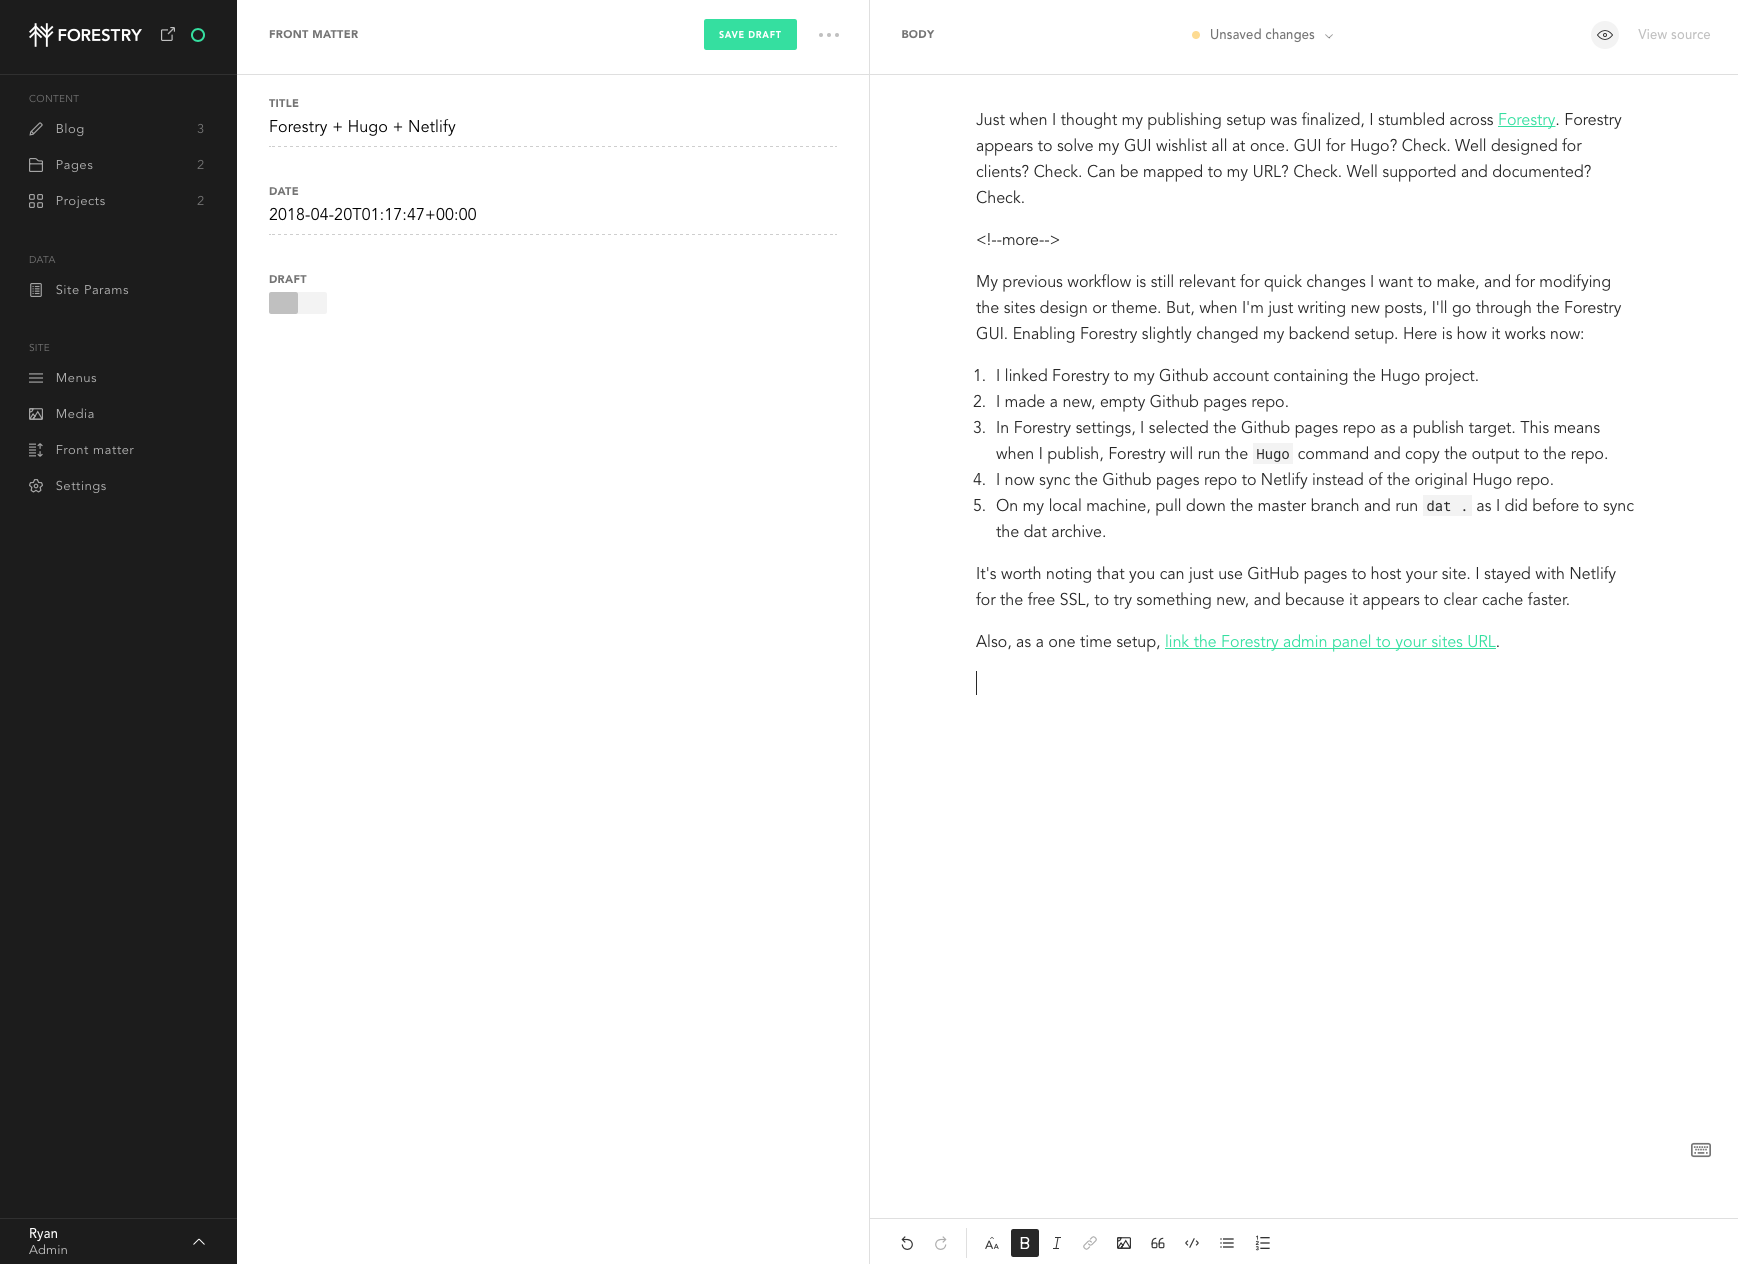 FORESTRY
CONTENT
Blog 3
Pages 2
Projects 2
DATA
Site Params
SITE
Menus
Media
Front matter
Settings
Ryan
Admin
FRONT MATTER
SAVE DRAFT
TITLE
Forestry + Hugo + Netlify
DATE
2018-04-20T01:17:47+00:00
DRAFT
BODY
Unsaved changes
View source
Just when I thought my publishing setup was finalized, I stumbled across Forestry. Forestry
appears to solve my GUI wishlist all at once. GUI for Hugo? Check. Well designed for
clients? Check. Can be mapped to my URL? Check. Well supported and documented?
Check.
<!--more-->
My previous workflow is still relevant for quick changes I want to make, and for modifying
the sites design or theme. But, when I'm just writing new posts, I'll go through the Forestry
GUI. Enabling Forestry slightly changed my backend setup. Here is how it works now:
1. I linked Forestry to my Github account containing the Hugo project.
2. I made a new, empty Github pages repo.
3. In Forestry settings, I selected the Github pages repo as a publish target. This means
when I publish, Forestry will run the Hugo command and copy the output to the repo.
4. I now sync the Github pages repo to Netlify instead of the original Hugo repo.
5. On my local machine, pull down the master branch and run dat . as I did before to sync
the dat archive.
It's worth noting that you can just use GitHub pages to host your site. I stayed with Netlify
for the free SSL, to try something new, and because it appears to clear cache faster.
Also, as a one time setup, link the Forestry admin panel to your sites URL.